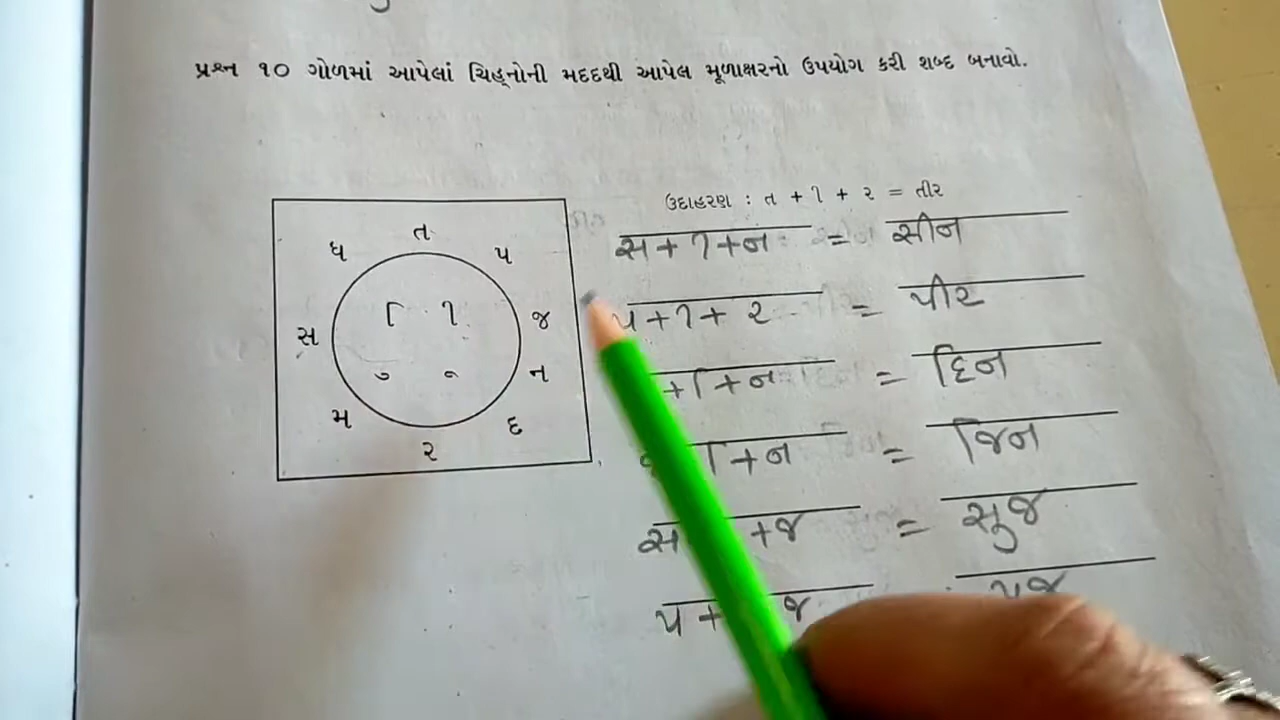 પ્રશ્ન ૧૦ ગોળમાં આપેલાં ચિહ્નોની મદદથી આપેલ મૂળાક્ષરનો ઉપયોગ કરી શબ્દ બનાવો.
ત
ધ પ
િ ી
સ જ
ુ ૂ ન
મ દ
ર
ઉદાહરણ : ત + ી + ર = તીર
સ + ી + ન = સીન
પ + ી + ર = પીર
+ િ + ન = દિન
િ + ન = જિન
સ + જ = સુજ
પ + જ